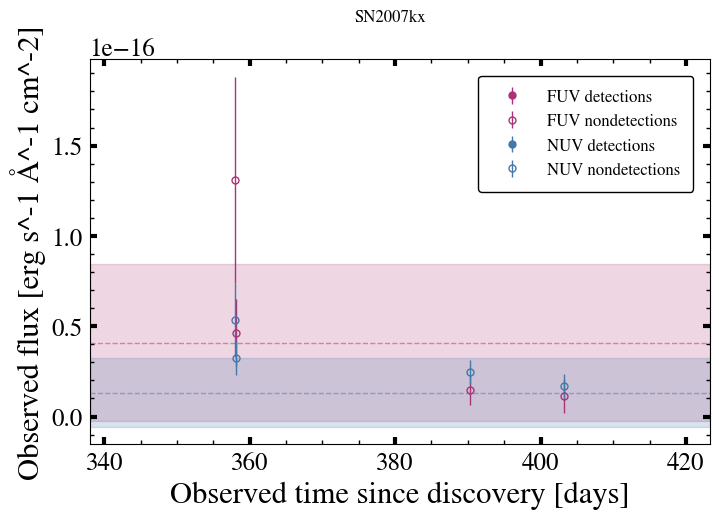 SN2007kx
1e−16
Observed flux [erg s^-1 Å^-1 cm^-2]
1.5
1.0
0.5
0.0
FUV detections
FUV nondetections
NUV detections
NUV nondetections
340
360
380
400
420
Observed time since discovery [days]